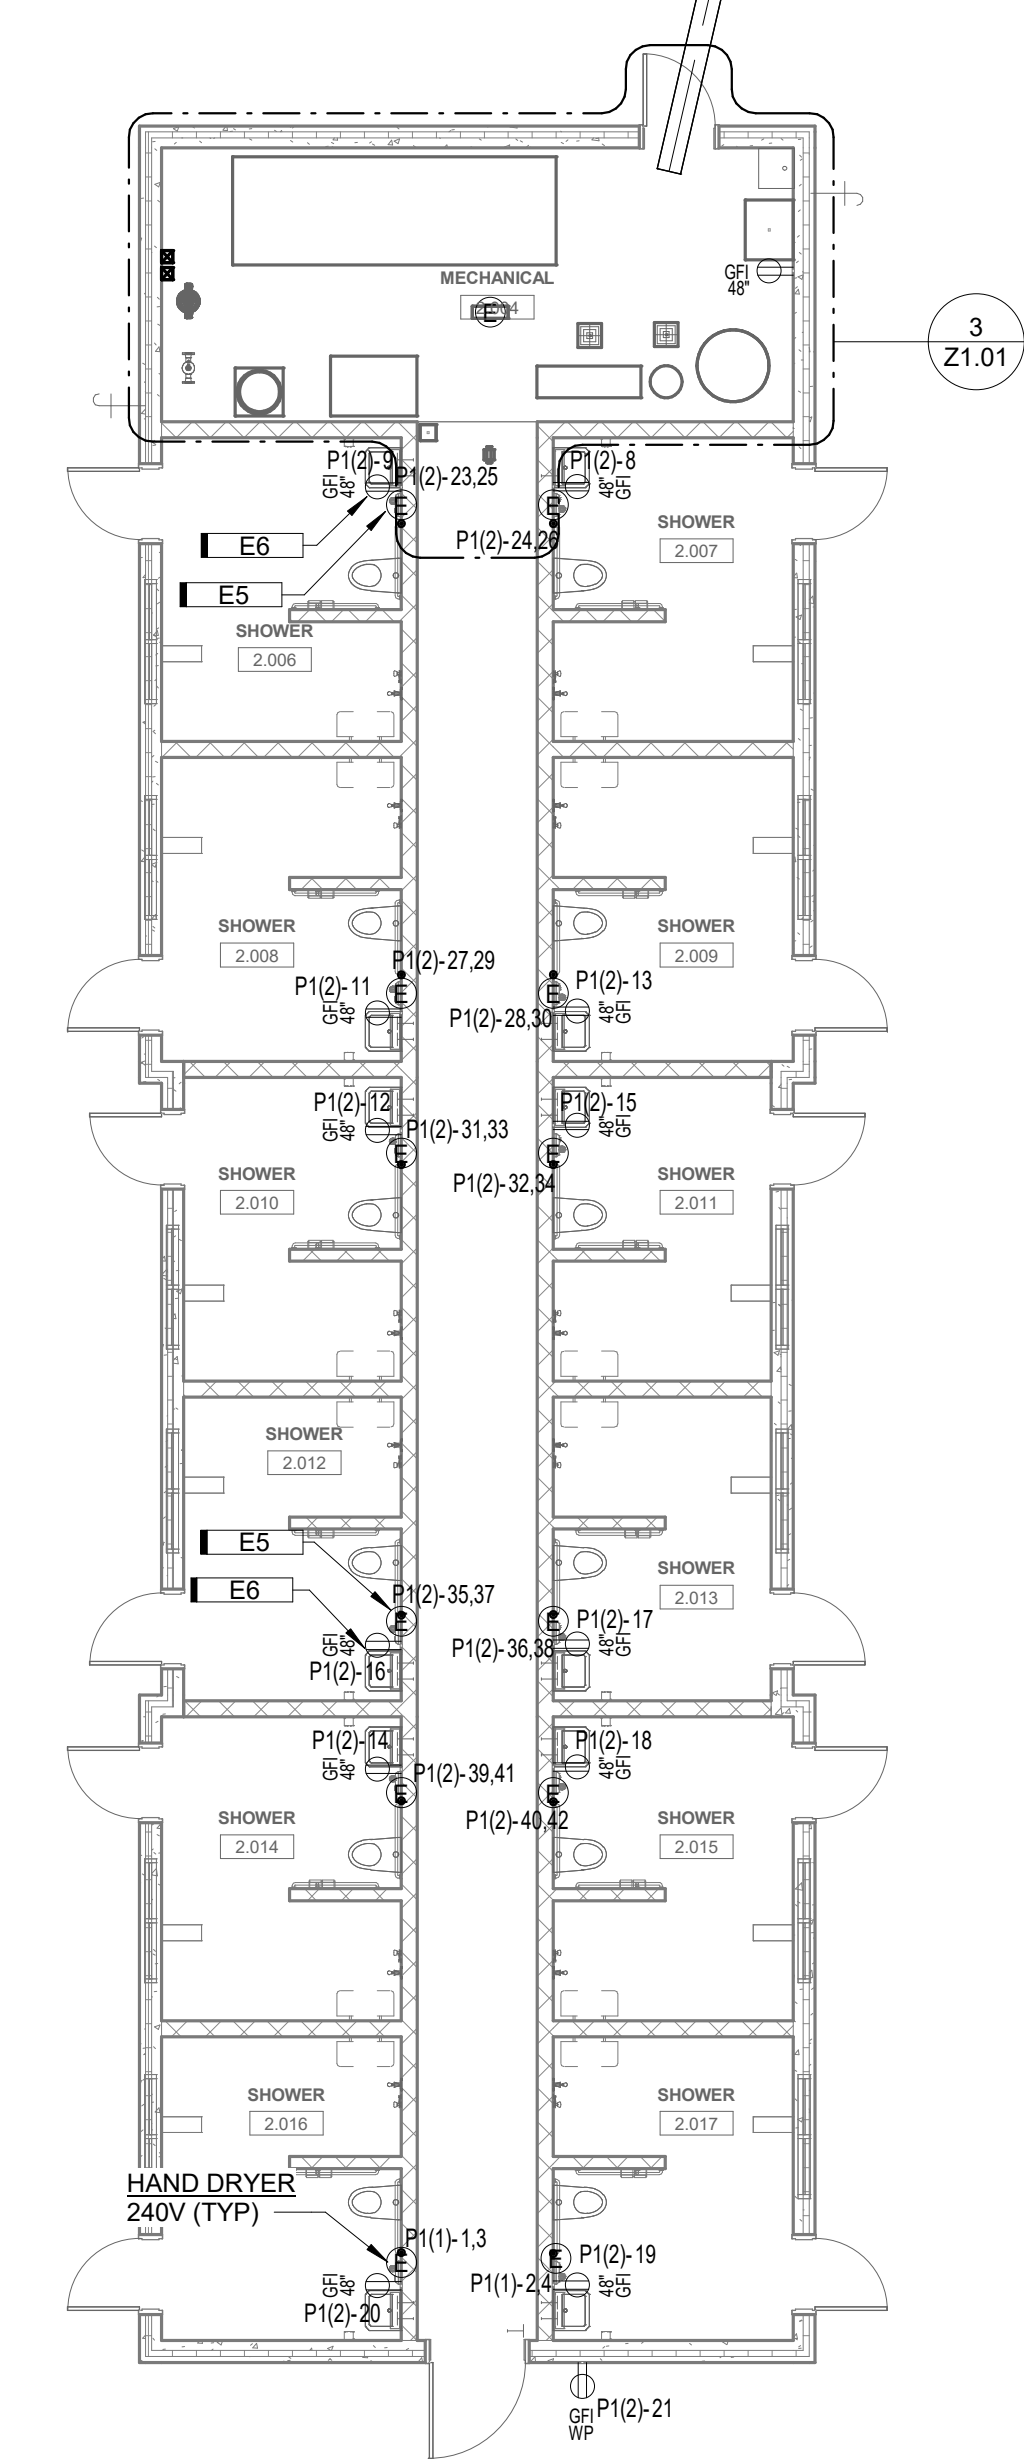 GFI
48"
MECHANICAL
2.004
E
3
Z1.01
P1(2)-9
GFI
48"
P1(2)-23,25
E
P1(2)-8
48"
GFI
E
P1(2)-24,26
E6
E5
SHOWER
2.007
SHOWER
2.006
SHOWER
2.008
SHOWER
2.009
P1(2)-27,29
P1(2)-11
GFI
48"
E
E
P1(2)-13
48"
GFI
P1(2)-28,30
P1(2)-12
GFI
48"
P1(2)-31,33
E
P1(2)-15
48"
GFI
E
P1(2)-32,34
SHOWER
2.010
SHOWER
2.011
SHOWER
2.012
E5
E6
P1(2)-35,37
E
GFI
48"
P1(2)-16
SHOWER
2.013
E
P1(2)-17
48"
GFI
P1(2)-36,38
P1(2)-14
GFI
48"
P1(2)-39,41
E
P1(2)-18
48"
GFI
E
P1(2)-40,42
SHOWER
2.014
SHOWER
2.015
SHOWER
2.016
SHOWER
2.017
HAND DRYER
240V (TYP)
P1(1)-1,3
E
GFI
48"
P1(2)-20
E
P1(2)-19
P1(1)-2,4
48"
GFI
GFI
WP
P1(2)-21